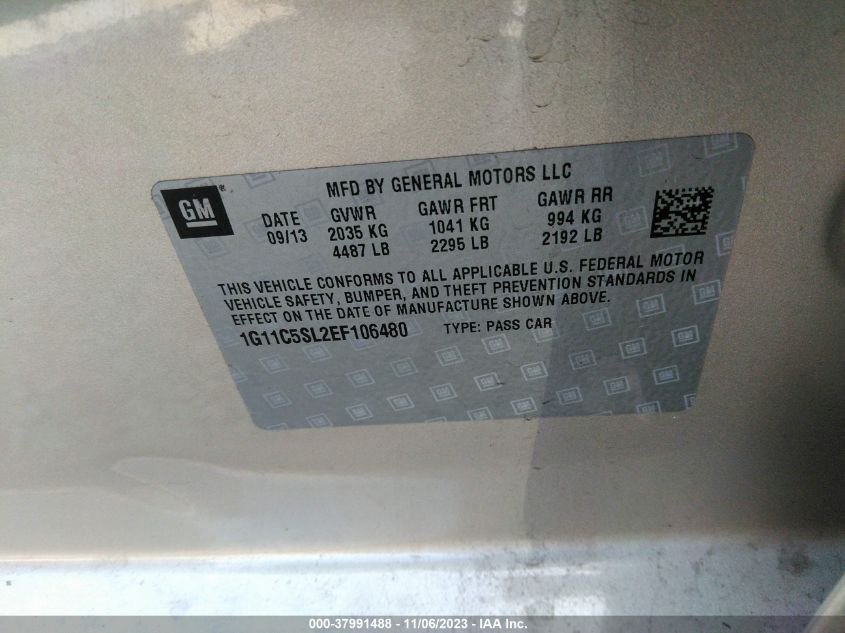 GM
MFD BY GENERAL MOTORS LLC
DATE GVWR GAWR FRT GAWR RR
09/13 2035 KG 1041 KG 994 KG
4487 LB 2295 LB 2192 LB
THIS VEHICLE CONFORMS TO ALL APPLICABLE U.S. FEDERAL MOTOR
VEHICLE SAFETY, BUMPER, AND THEFT PREVENTION STANDARDS IN
EFFECT ON THE DATE OF MANUFACTURE SHOWN ABOVE.
1G11C5SL2EF106480 TYPE: PASS CAR
000-37991488 - 11/06/2023 - IAA Inc.